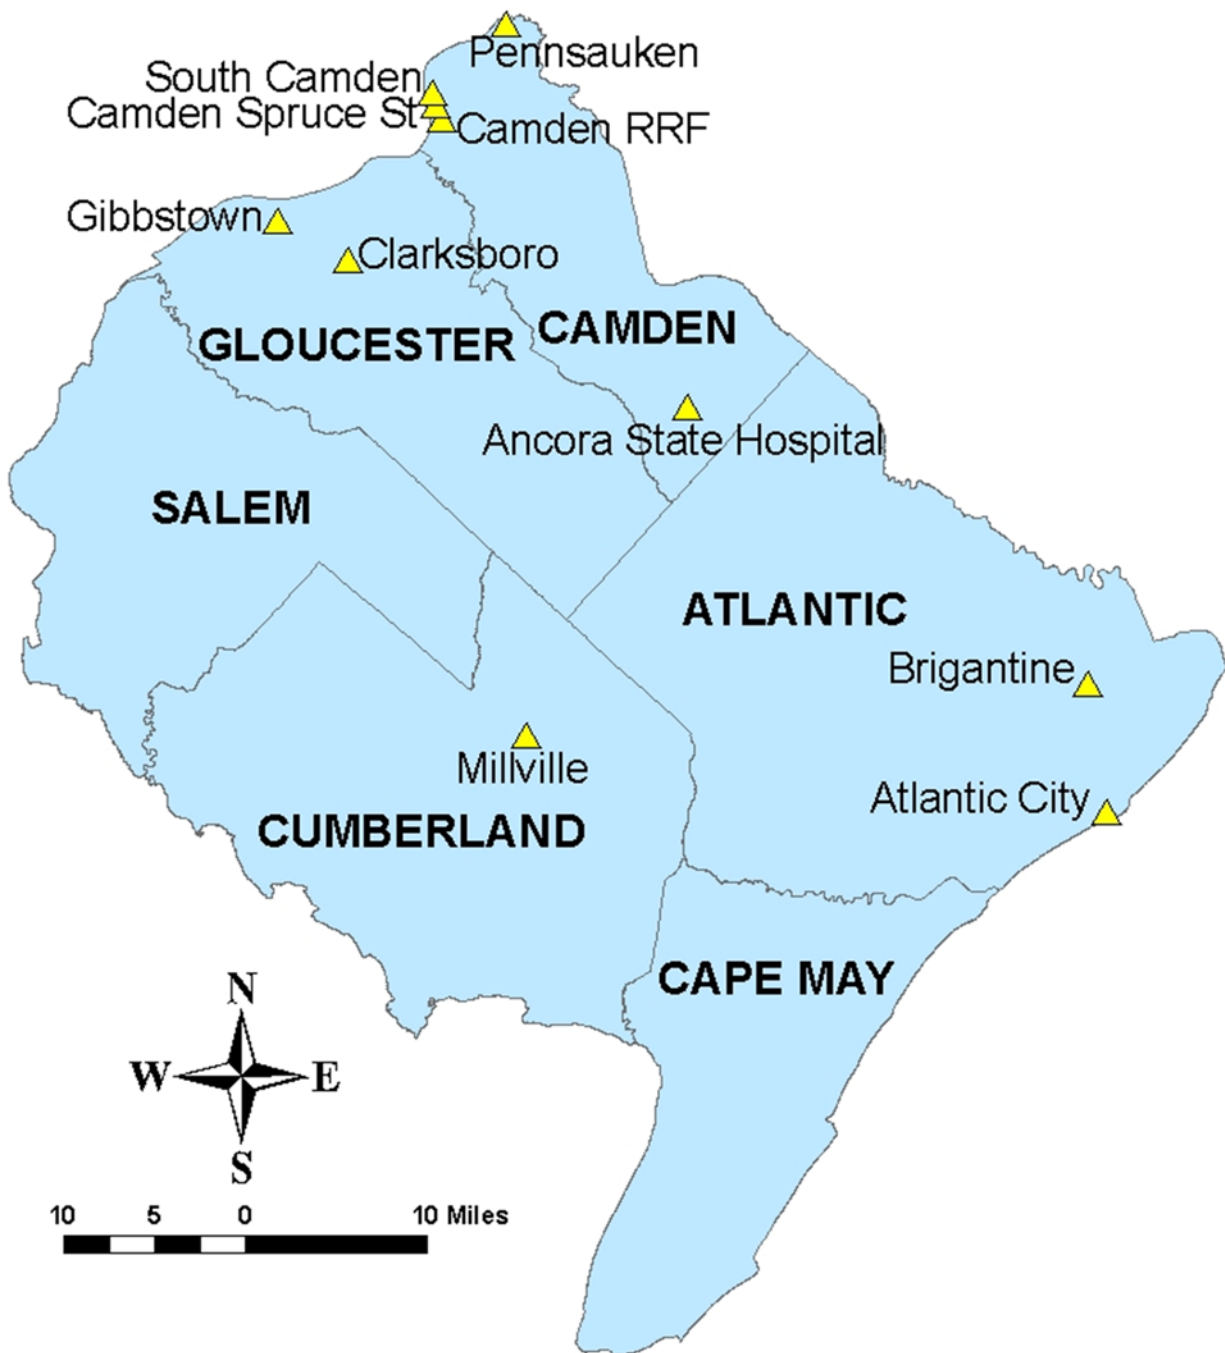 Pennsauken
South Camden
Camden Spruce St
Camden RRF
Gibbstown
Clarksboro
GLOUCESTER
CAMDEN
Ancora State Hospital
SALEM
ATLANTIC
Brigantine
Millville
Atlantic City
CUMBERLAND
CAPE MAY
N
W E
S
10 5 0 10 Miles